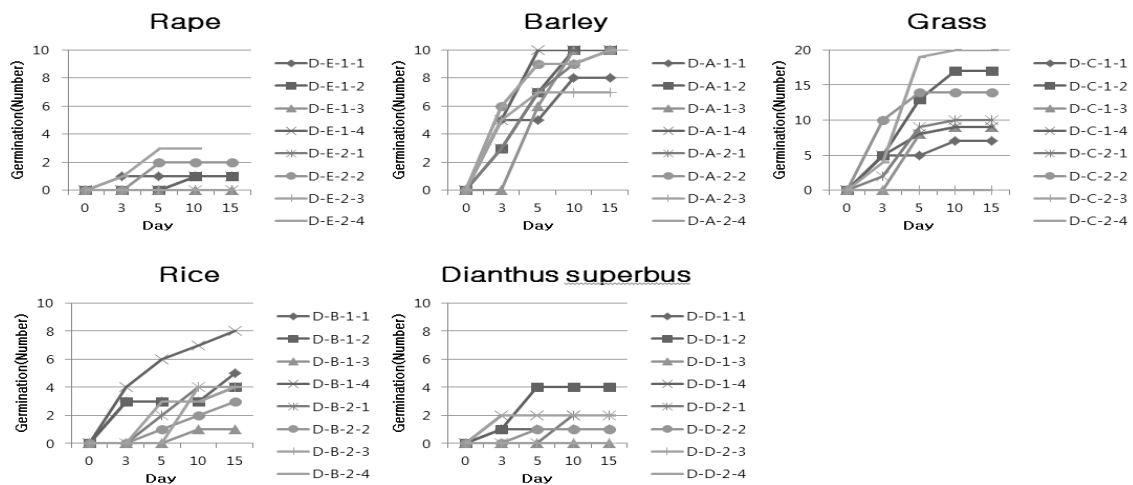 Rape
Germination(Number)
10
8
6
4
2
0
0 3 5 10 15
Day
D-E-1-1
D-E-1-2
D-E-1-3
D-E-1-4
D-E-2-1
D-E-2-2
D-E-2-3
D-E-2-4
Barley
Germination(Number)
10
8
6
4
2
0
0 3 5 10 15
Day
D-A-1-1
D-A-1-2
D-A-1-3
D-A-1-4
D-A-2-1
D-A-2-2
D-A-2-3
D-A-2-4
Grass
Germination(Number)
20
15
10
5
0
0 3 5 10 15
Day
D-C-1-1
D-C-1-2
D-C-1-3
D-C-1-4
D-C-2-1
D-C-2-2
D-C-2-3
D-C-2-4
Rice
Germination(Number)
10
8
6
4
2
0
0 3 5 10 15
Day
D-B-1-1
D-B-1-2
D-B-1-3
D-B-1-4
D-B-2-1
D-B-2-2
D-B-2-3
D-B-2-4
Dianthus superbus
Germination(Number)
10
8
6
4
2
0
0 3 5 10 15
Day
D-D-1-1
D-D-1-2
D-D-1-3
D-D-1-4
D-D-2-1
D-D-2-2
D-D-2-3
D-D-2-4